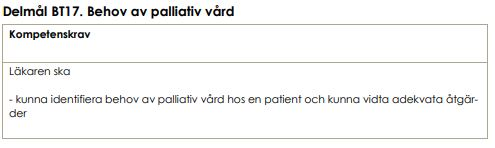 Delmål BT17. Behov av palliativ vård
Kompetenskrav
Läkaren ska
- kunna identifiera behov av palliativ vård hos en patient och kunna vidta adekvata åtgär-
der